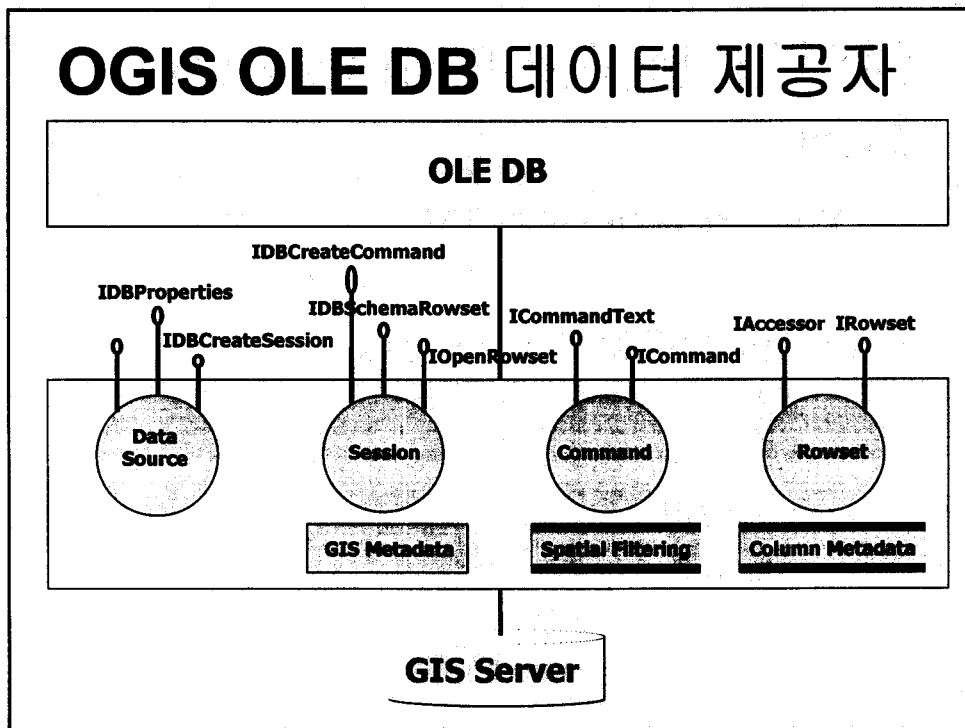 OGIS OLE DB 데이터 제공자
OLE DB
IDBCreateCommand
IDBProperties
IDBSchemaRowset
ICommandText
IAccessor IRowset
IDBCreateSession
IOpenRowset
ICommand
Data
Source
Session
Command
Rowset
GIS Metadata
Spatial Filtering
Column Metadata
GIS Server